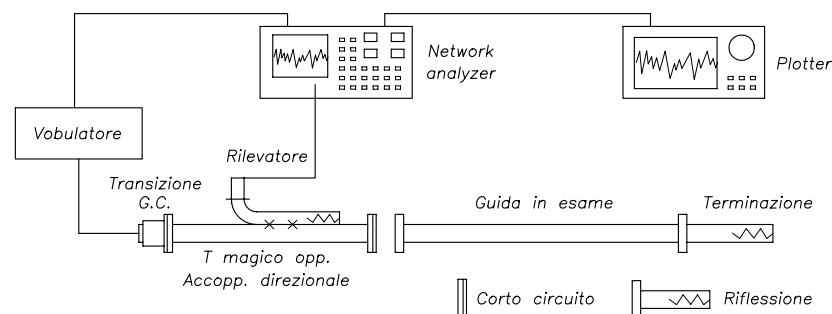 Network
analyzer
Plotter
Vobulatore
Rilevatore
Transizione
G.C.
Guida in esame
Terminazione
T magico opp.
Accopp. direzionale
Corto circuito
Riflessione